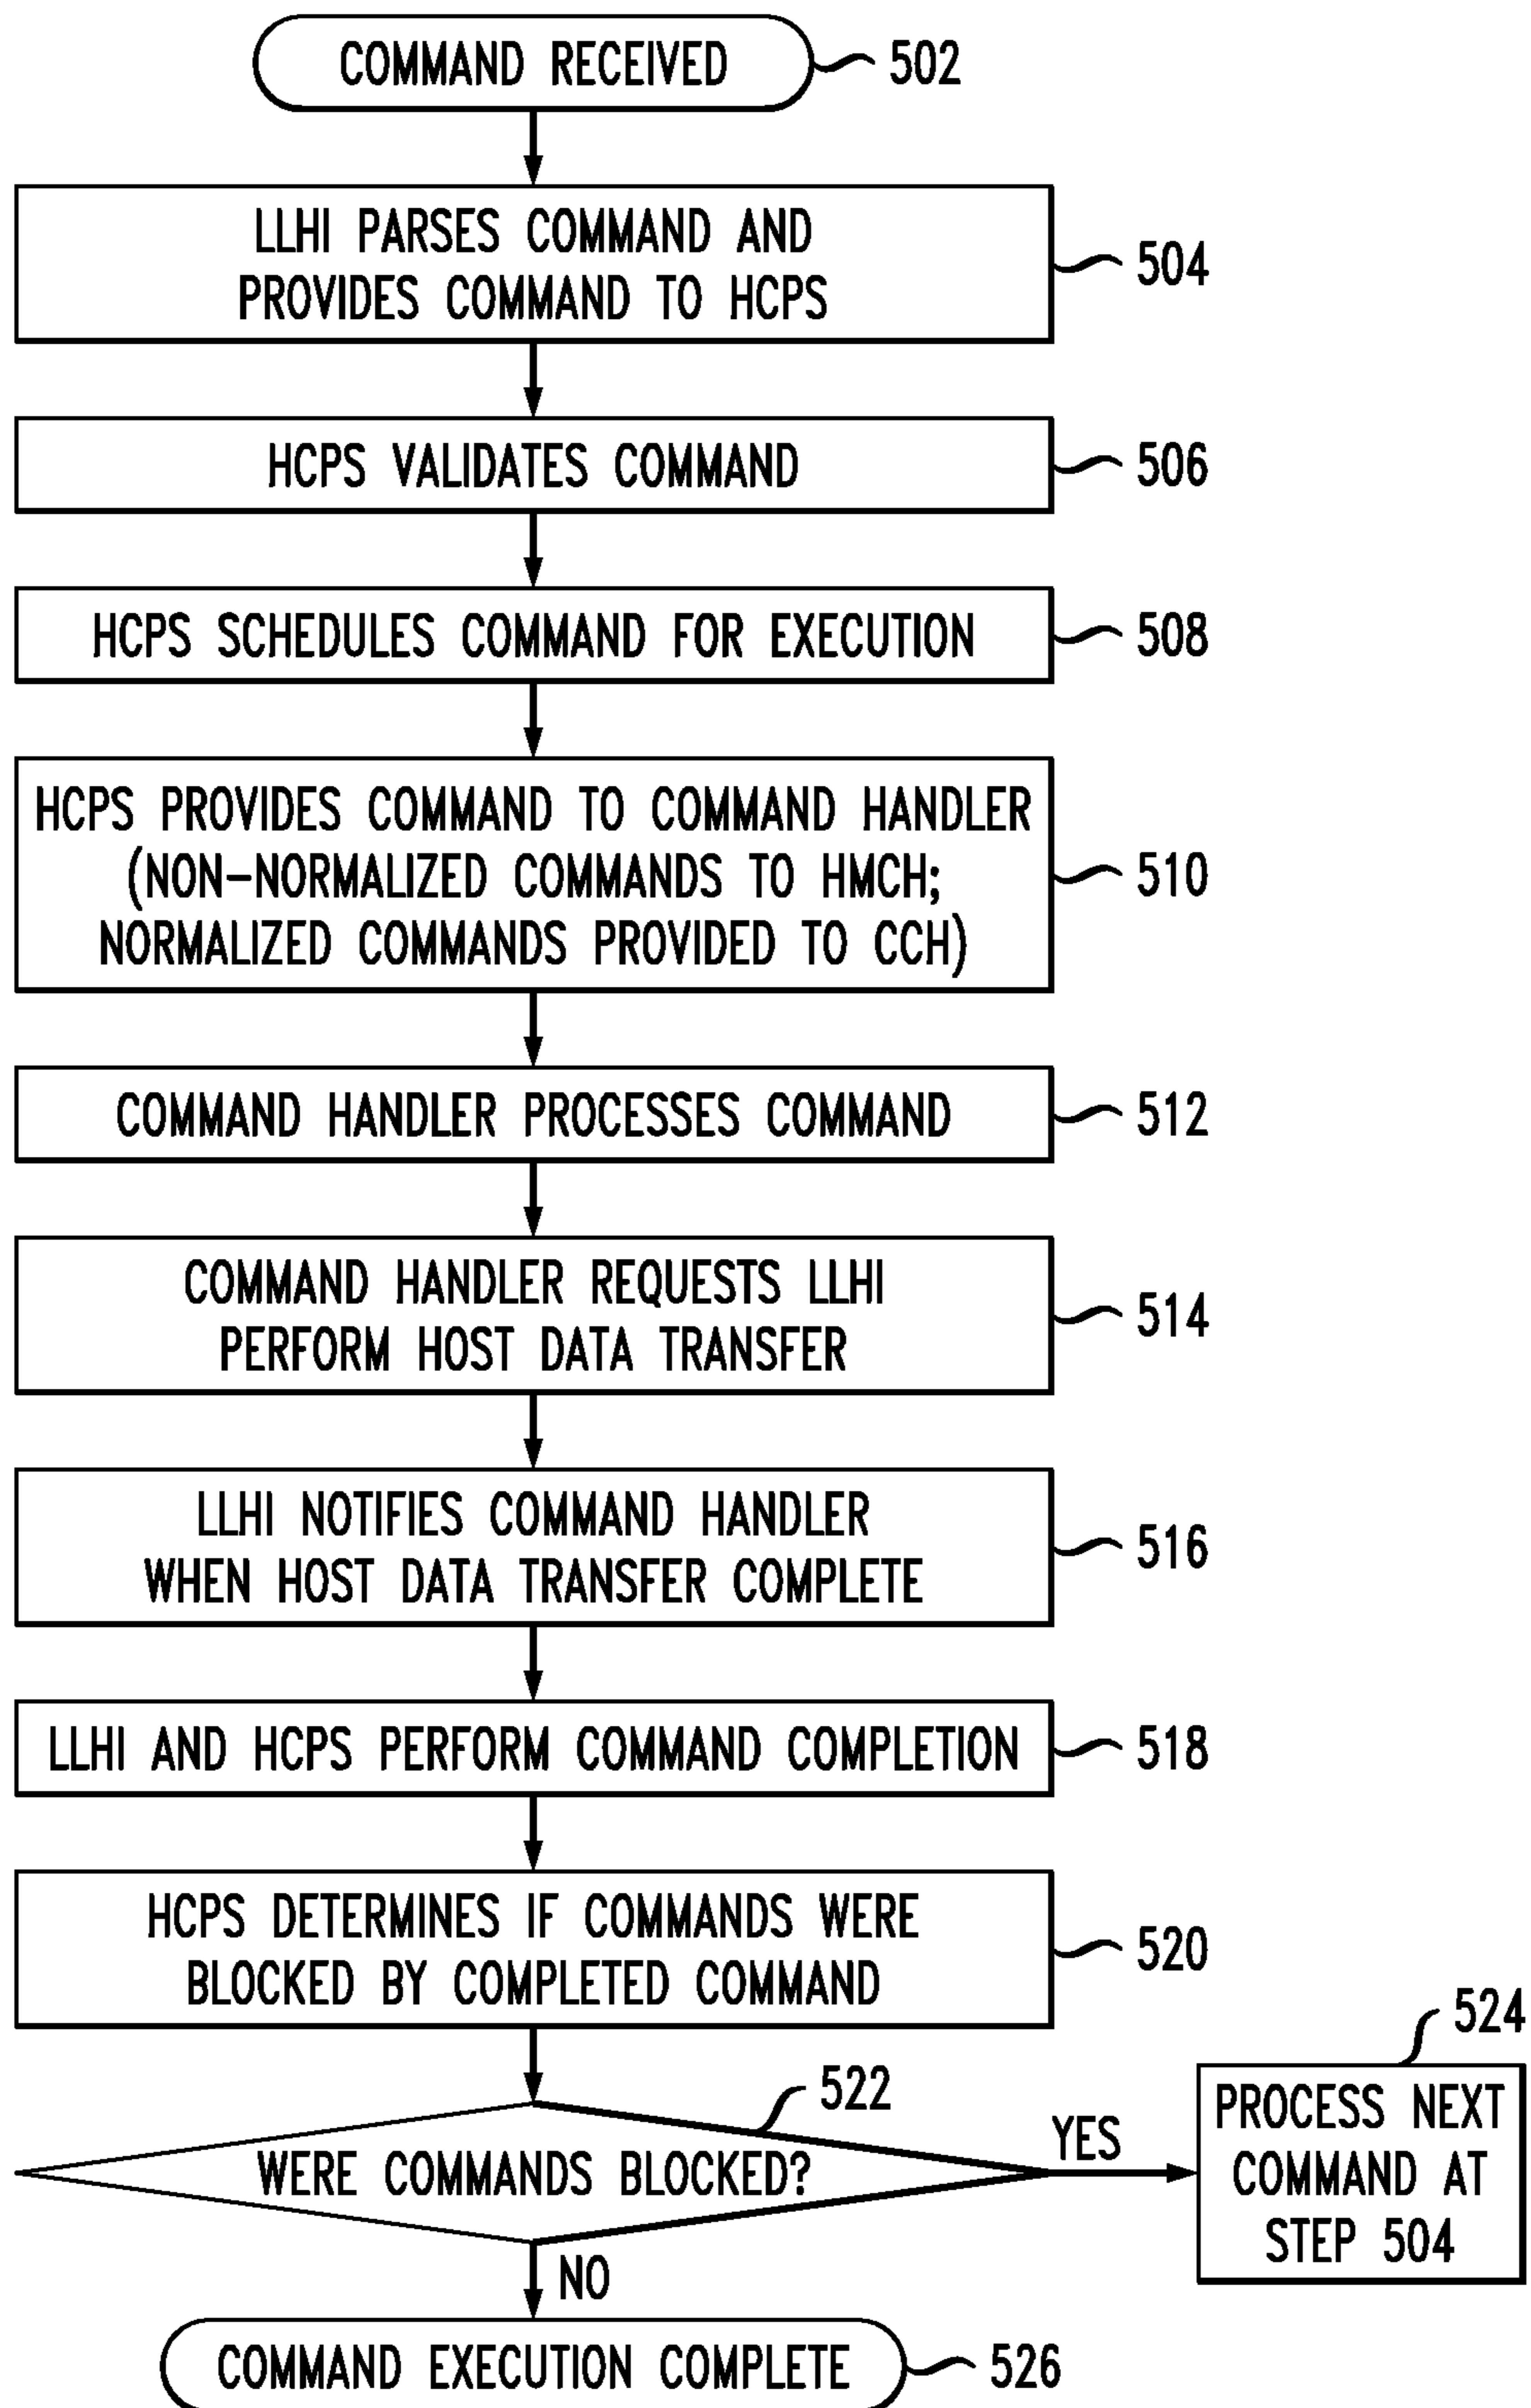 COMMAND RECEIVED
502
LLHI PARSES COMMAND AND
PROVIDES COMMAND TO HCPS
504
HCPS VALIDATES COMMAND
506
HCPS SCHEDULES COMMAND FOR EXECUTION
508
HCPS PROVIDES COMMAND TO COMMAND HANDLER
(NON-NORMALIZED COMMANDS TO HMCH;
NORMALIZED COMMANDS PROVIDED TO CCH)
510
COMMAND HANDLER PROCESSES COMMAND
512
COMMAND HANDLER REQUESTS LLHI
PERFORM HOST DATA TRANSFER
514
LLHI NOTIFIES COMMAND HANDLER
WHEN HOST DATA TRANSFER COMPLETE
516
LLHI AND HCPS PERFORM COMMAND COMPLETION
518
HCPS DETERMINES IF COMMANDS WERE
BLOCKED BY COMPLETED COMMAND
520
WERE COMMANDS BLOCKED?
522
YES
PROCESS NEXT
COMMAND AT
STEP 504
524
NO
COMMAND EXECUTION COMPLETE
526